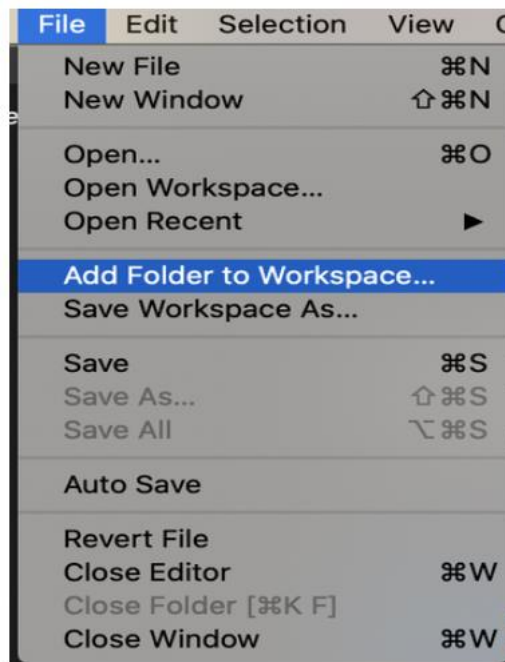 File Edit Selection View
New File ⌘N
New Window ⇧⌘N
Open... ⌘O
Open Workspace...
Open Recent ▶
Add Folder to Workspace...
Save Workspace As...
Save ⌘S
Save As... ⇧⌘S
Save All ⌥⌘S
Auto Save
Revert File
Close Editor ⌘W
Close Folder [⌘K F]
Close Window ⌘W